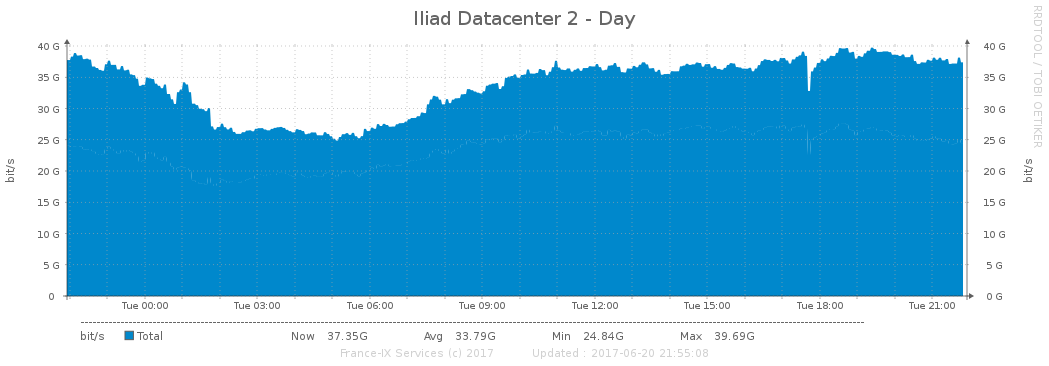 Iliad Datacenter 2 - Day
RRDTOOL / TOBI OETIKER
bit/s
bit/s
40 G 40 G
35 G 35 G
30 G 30 G
25 G 25 G
20 G 20 G
15 G 15 G
10 G 10 G
5 G 5 G
0 0 G
Tue 00:00 Tue 03:00 Tue 06:00 Tue 09:00 Tue 12:00 Tue 15:00 Tue 18:00 Tue 21:00
bit/s Total Now 37.35G Avg 33.79G Min 24.84G Max 39.69G
France-IX Services (c) 2017 Updated : 2017-06-20 21:55:08